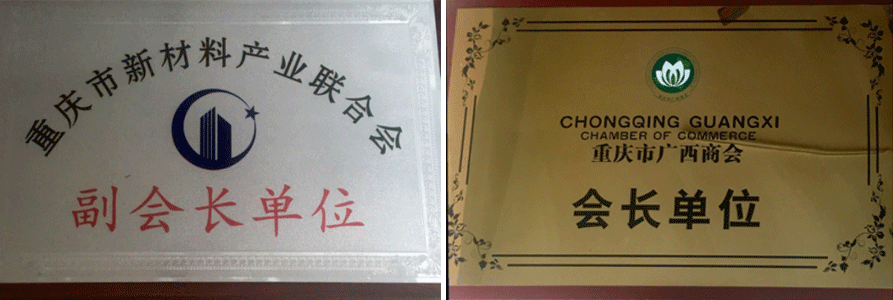 重庆市新材料产业联合会
副会长单位
CHONGQING GUANGXI
CHAMBER OF COMMERCE
重庆市广西商会
会长单位